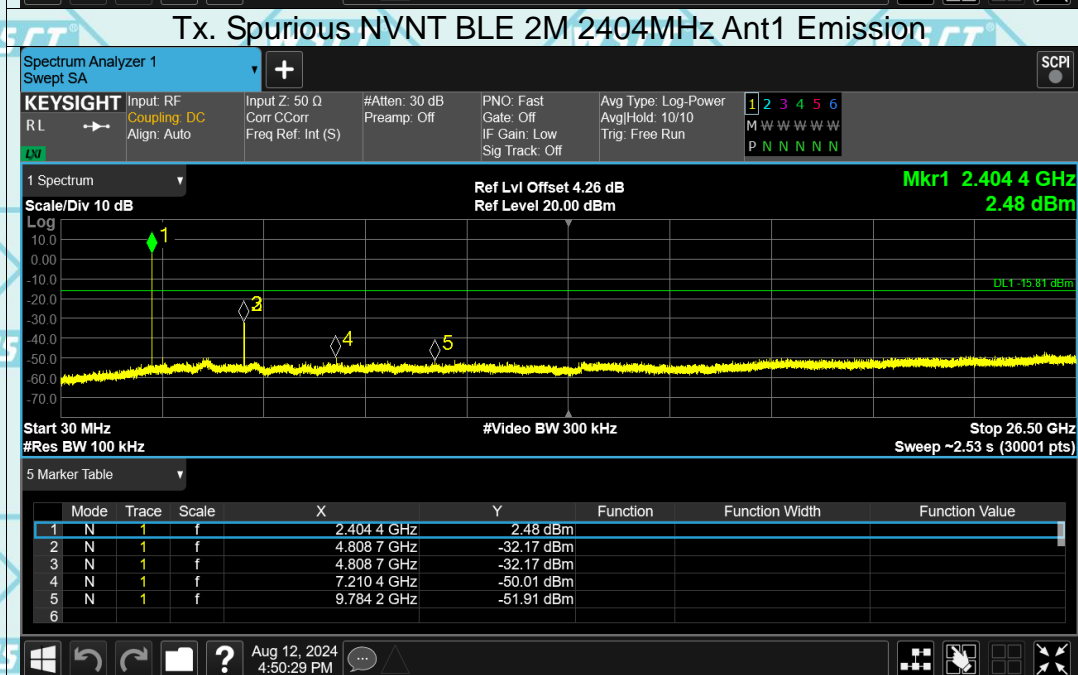 Tx. Spurious NVNT BLE 2M 2404MHz Ant1 Emission
Spectrum Analyzer 1
Swept SA
+
SCPI
KEYSIGHT
R L
LXI
Input: RF
Coupling: DC
Align: Auto
Input Z: 50 Ω
Corr CCorr
Freq Ref: Int (S)
#Atten: 30 dB
Preamp: Off
PNO: Fast
Gate: Off
IF Gain: Low
Sig Track: Off
Avg Type: Log-Power
Avg|Hold: 10/10
Trig: Free Run
1 2 3 4 5 6
M W W W W W
P N N N N N
1 Spectrum
Scale/Div 10 dB
Log
Ref Lvl Offset 4.26 dB
Ref Level 20.00 dBm
Mkr1 2.404 4 GHz
2.48 dBm
10.0
0.00
-10.0
-20.0
-30.0
-40.0
-50.0
-60.0
-70.0
1
3
4
5
DL1 -15.81 dBm
Start 30 MHz
#Res BW 100 kHz
#Video BW 300 kHz
Stop 26.50 GHz
Sweep ~2.53 s (30001 pts)
5 Marker Table
Mode Trace Scale X Y Function Function Width Function Value
1 N 1 f 2.404 4 GHz 2.48 dBm
2 N 1 f 4.808 7 GHz -32.17 dBm
3 N 1 f 4.808 7 GHz -32.17 dBm
4 N 1 f 7.210 4 GHz -50.01 dBm
5 N 1 f 9.784 2 GHz -51.91 dBm
6
?
Aug 12, 2024
4:50:29 PM